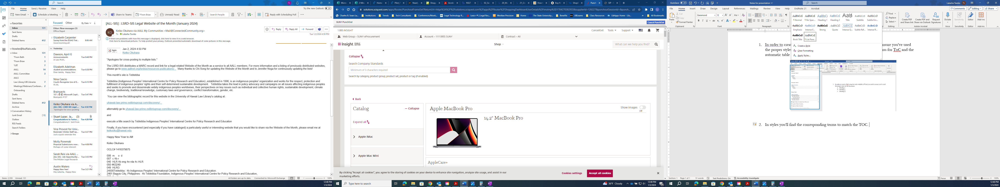 Search
LT
File
Home
Send / Receive
View
Help
Try the new Outlook
Off
New Email
Schedule a Meeting
Share to Teams
*From Brian
Unread/ Read
Search People
Reply with Scheduling Poll
Favorites
Inbox 131
Sent Items
Drafts
Deleted Items 412
ltowles@buffalo.edu
Inbox 131
*From Beth 1
*From Brian 3
*LRT 7
AALL 14
AALL Committee 3
AALS
Law Library/UB Libraries 7
Meetings/Webinars/Conferen... 2
Onboarding
Drafts
Sent Items
Deleted Items 412
Archive
Conversation History
Junk Email [13]
Outbox
RSS Feeds
Search Folders
Groups
Focused Other By Date
Other: New messages (3)
Office Depot
Elizabeth Carpenter
Survey from the ESJAG Trai... 8:06 AM
Good morning all!
Yesterday
Dawson, April G
Announcements Tue 8:48 PM
AI Law Profs,
Elizabeth Adelman
student accommodations Tue 6:38 PM
Dear Jamila, Happy New
Nina Cascio
Courts Recognize Use of E... Tue 6:15 PM
Hi All,
Brainyacts
157 | Microsoft Copil... Tue 5:47 PM
Brainyacts #157
Keiko Okuhara via A...
[ALL-SIS] : LSRD-SIS Legal ... Tue 4:50 PM
"Apologies for cross-posting
Stuart Lazar; Ja... (3)
Congratulations to Farina ... Tue 4:28 PM
Congratulations!! Sent from
Vice Provost for Univ...
Reminder! Winter Staff Ap... Tue 4:27 PM
Just a quick reminder the
Molly Poremski
Proposal Submissions now... Tue 4:08 PM
Perhaps of some interest!
Sarah Reis via AALL ...
[ALL-SIS] : Job Opportunity:... Tue 3:53 PM
The Pritzker Legal Research
Austin Waters
Happy New Year! Tue 3:21 PM
Hey Latasha, Happy New
[ALL-SIS] : LSRD-SIS Legal Website of the Month (January 2024)
KO
Keiko Okuhara via AALL My Communities <Mail@ConnectedCommunity.org>
To Latasha Towles
Reply
Reply All
Forward
Tue 1/2/2024 4:50 PM
If there are problems with how this message is displayed, click here to view it in a web browser.
Click here to download pictures. To help protect your privacy, Outlook prevented automatic download of some pictures in this message.
Jan 2, 2024 4:50 PM
Keiko Okuhara
"Apologies for cross-posting to multiple lists."
The LSRD-SIS distributes a MARC record and link for a legal-related Website of the Month as a service to all AALL members. For more information and a listing of previously distributed websites,
please go to www.aallnet.org/lsrdsis/resources-publications/... Many thanks to Chi Song for updating the Website of the Month and to Jennifer Noga for continuously updating the lists!
This month's site is Tebtebba
Tebtebba (Indigenous Peoples' International Centre for Policy Research and Education) ,established in 1996, is an indigenous peoples' organization and works for the respect, protection and
fulfillment of indigenous peoples' rights and their self-determined sustainable development. Tebtebba takes the lead in policy advocacy and campaigns on all issues affecting indigenous peoples
and seeks to promote and disseminate widely indigenous peoples worldviews, their perspectives on key issues such as individual and collective human rights, sustainable development, climate
change, biodiversity, traditional knowledge, customary laws and governance, conflict transformation, gender, etc.
You can view the bibliographic record for this website in the University of Hawaii Law Library's catalog at:
uhawaii-law.primo.exlibrisgroup.com/discovery/...
alternately go to uhawaii-law.primo.exlibrisgroup.com/discovery/...
and
execute a title search by Tebtebba Indigenous Peoples' International Centre for Policy Research and Education
Finally, if you have encountered (and especially if you have cataloged) a particularly useful or interesting website that you would like to share via the Website of the Month, please email me at
keikooku@hawaii.edu
Happy New Year to All!
Keiko Okuhara
OCLC# 1416379875
006 m o d
007 c ‡b r
040 HLR ‡b eng ‡e rda ‡c HLR
050 4K3249
049 HLRG
24500Tebtebba : ‡b Indigenous Peoples' International Centre for Policy Research and Education.
2461 Baguio City, Philippines : ‡b Tebtebba Foundation, Indigenous Peoples' International Centre for Policy Research and Education,
Items: 2,559 Unread: 131
All folders are up to date. Connected to: Microsoft Exchange
100%
12:48 PM
1/3/2024
SUNY PunchOut
Cancel PunchOut
1.800.INSIGHT
Cancel/Exit
Tools
Support
Web Group – SUNY eProcurement
Account – 11113955 SUNY
Contract – All
Insight. PUBLIC SECTOR
Shop
What can we help you find?
Collapse
Search Company Standards
Minimum of 3 characters required
Search by category, product group, product set, product or tag (if enabled)
Back
Catalog
Collapse
Expand all
Apple iMac
Apple Mac Mini
Apple MacBook Pro
Show images
Off
14.2" MacBook Pro
AppleCare+
By clicking "Accept all cookies", you agree to the storing of cookies on your device to enhance site navigation, analyze site usage, and assist in our
marketing efforts.
Cookies settings
Accept all cookies
Type here to search
36°F Cloudy
12:48 PM
1/3/2024
AutoSave Off
Notes for presentation
Search
Latasha Towles LT
File Home Insert Draw Design Layout References Mailings Review View Help EndNote 21 Acrobat
Comments
Editing
Share
Paste
Cut
Copy
Format Painter
Clipboard
Garamond 12
Font
Paragraph
Normal
No Spac...
Heading 1
Heading 2
Title
Subtitle
Subtle Em...
Emphasis
Intense E...
Strong
Quote
Intense Q...
Subtle Ref...
Intense R...
Book Title
List Para...
Create a Style
Clear Formatting
Apply Styles...
Find
Replace
Select
Editing
Create PDF and Share link
Create PDF and Share via Outlook
Request Signatures
Adobe Acrobat
Dictate
Voice
Sensitivity
Editor
Add-ins
1. In order to crea
the proper styles
automatic table
nsure you've used
nu for ToC and the
2. In styles you'll find the corresponding terms to match the TOC.
Section: 1 Page 1 of 1 51 words Text Predictions: On Accessibility: Investigate
Focus
150%
12:48 PM
1/3/2024